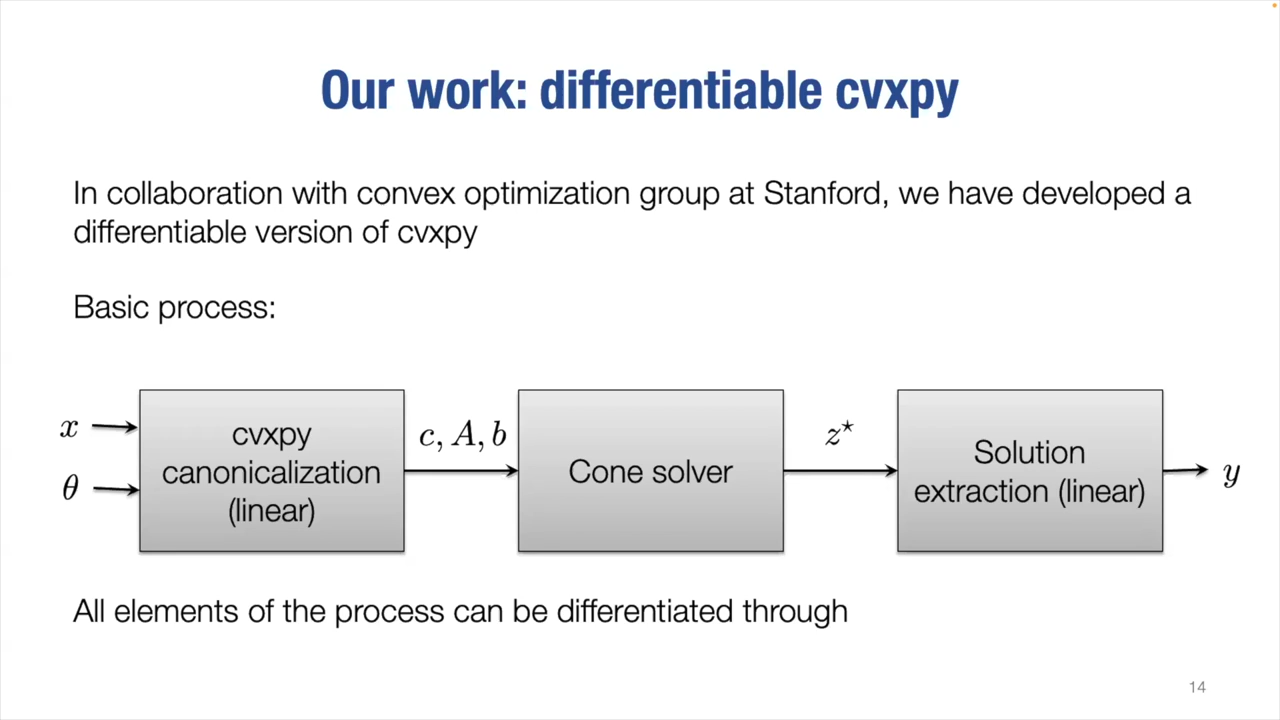 Our work: differentiable cvxpy
In collaboration with convex optimization group at Stanford, we have developed a
differentiable version of cvxpy
Basic process:
x
θ
cvxpy
canonicalization
(linear)
c, A, b
Cone solver
z⋆
Solution
extraction (linear)
y
All elements of the process can be differentiated through
14